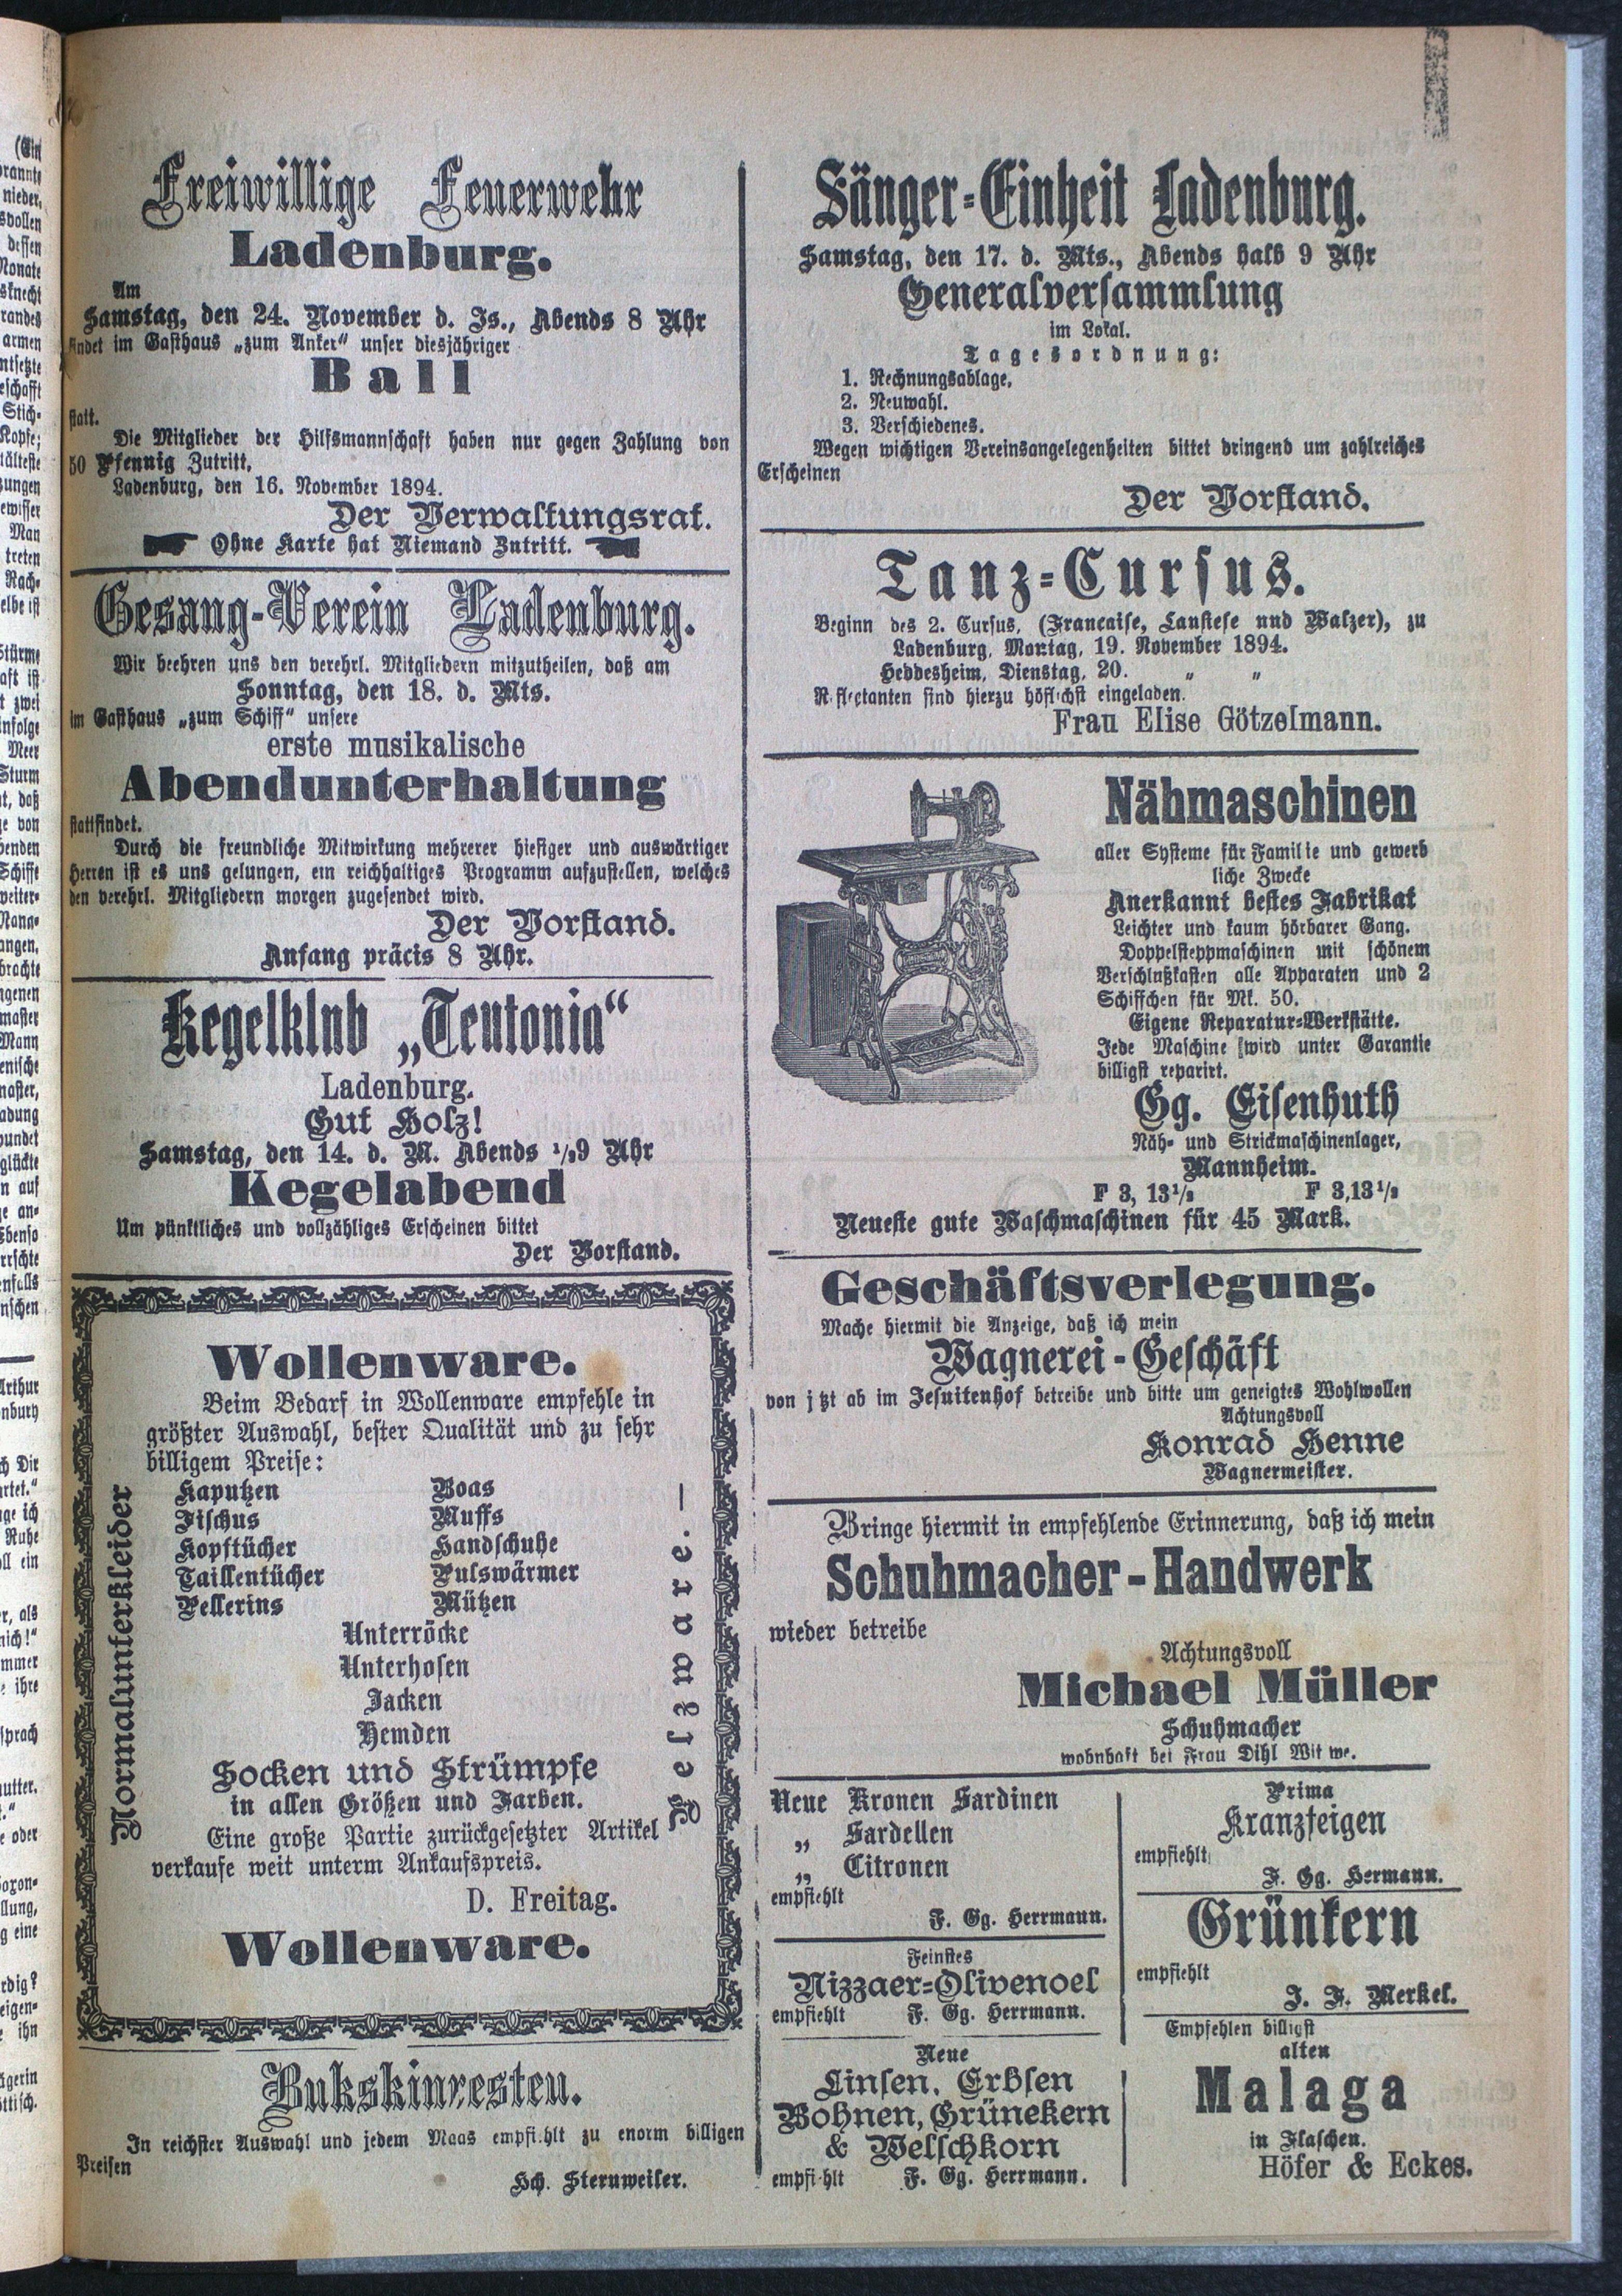 Freiwillige Feuerwehr
Ladenburg.
Am
Samstag, den 24. November d. Js., Abends 8 Uhr
findet im Gasthaus „zum Anker“ unser diesjähriger
Ball
statt.
Die Mitglieder der Hilfsmannschaft haben nur gegen Zahlung von
50 Pfennig Zutritt.
Ladenburg, den 16. November 1894.
Der Verwaltungsrat.
Ohne Karte hat Niemand Zutritt.
Gesang-Verein Ladenburg.
Wir beehren uns den verehrl. Mitgliedern mitzutheilen, daß am
Sonntag, den 18. d. Mts.
im Gasthaus „zum Schiff“ unsere
erste musikalische
Abendunterhaltung
stattfindet.
Durch die freundliche Mitwirkung mehrerer hiesiger und auswärtiger
Herren ist es uns gelungen, ein reichhaltiges Programm aufzustellen, welches
den verehrl. Mitgliedern morgen zugesendet wird.
Der Vorstand.
Anfang präcis 8 Uhr.
Kegelklub „Teutonia“
Ladenburg.
Gut Holz!
Samstag, den 14. d. M. Abends 1/29 Uhr
Kegelabend
Um pünktliches und vollzähliges Erscheinen bittet
Der Vorstand.
Wollenware.
Beim Bedarf in Wollenware empfehle in
größter Auswahl, bester Qualität und zu sehr
billigem Preise:
Normalunterkleider
Kaputzen Boas
Fischus Muffs
Kopftücher Handschuhe
Taillentücher Pulswärmer
Pellerins Mützen
Unterröcke
Unterhosen
Jacken
Hemden
Pelzware. —
Socken und Strümpfe
in allen Größen und Farben.
Eine große Partie zurückgesetzter Artikel
verkaufe weit unterm Ankaufspreis.
D. Freitag.
Wollenware.
Bukskinresten.
In reichster Auswahl und jedem Maas empfi hlt zu enorm billigen
Preisen
Hch. Sternweiler.
Sänger-Einheit Ladenburg.
Samstag, den 17. d. Mts., Abends halb 9 Uhr
Generalversammlung
im Lokal.
Tagesordnung:
1. Rechnungsablage,
2. Neuwahl.
3. Verschiedenes.
Wegen wichtigen Vereinsangelegenheiten bittet dringend um zahlreiches
Erscheinen
Der Vorstand.
Tanz-Cursus.
Beginn des 2. Cursus, (Francaise, Lansiese und Walzer), zu
Ladenburg, Montag, 19. November 1894.
Heddesheim, Dienstag, 20. „ „
R fl ctanten sind hierzu höflichst eingeladen.
Frau Elise Götzelmann.
Nähmaschinen
aller Systeme für Familie und gewerb
liche Zwecke
Anerkannt bestes Fabrikat
Leichter und kaum hörbarer Gang.
Doppelsteppmaschinen mit schönem
Verschlußkasten alle Apparaten und 2
Schiffchen für Mk. 50.
Eigene Reparatur-Werkstätte.
Jede Maschine wird unter Garantie
billigst reparirt.
Gg. Eisenhuth
Näh- und Strickmaschinenlager,
Mannheim.
F 3, 131/2 F 3,131/2
Neueste gute Waschmaschinen für 45 Mark.
Geschäftsverlegung.
Mache hiermit die Anzeige, daß ich mein
Wagnerei-Geschäft
von j tzt ab im Jesuitenhof betreibe und bitte um geneigtes Wohlwollen
Achtungsvoll
Konrad Henne
Wagnermeister.
Bringe hiermit in empfehlende Erinnerung, daß ich mein
Schuhmacher-Handwerk
wieder betreibe
Achtungsvoll
Michael Müller
Schuhmacher
wohnhaft bei Frau Dihl Witwe.
Neue Kronen Sardinen
„ Sardellen
„ Citronen
empfiehlt
F. Gg. Herrmann.
Feinstes
Nizzaer-Olivenoel
empfiehlt F. Gg. Herrmann.
Neue
Linsen, Erbsen
Bohnen, Grünekern
& Welschkorn
empfi hlt F. Gg. Herrmann.
Prima
Kranzfeigen
empfiehlt
F. Gg. Hermann.
Grünkern
empfiehlt
J. F. Merkel.
Empfehlen billigst
alten
Malaga
in Flaschen.
Höfer & Eckes.